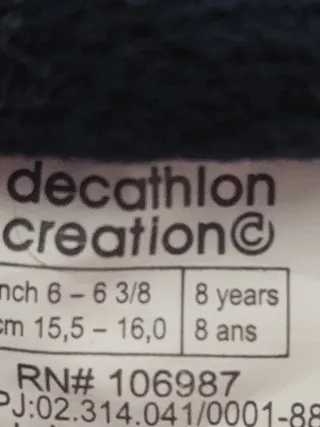 decathlon
creation©
nch 6 – 6 3/8 8 years
cm 15,5 – 16,0 8 ans
RN# 106987
PJ:02.314.041/0001-88